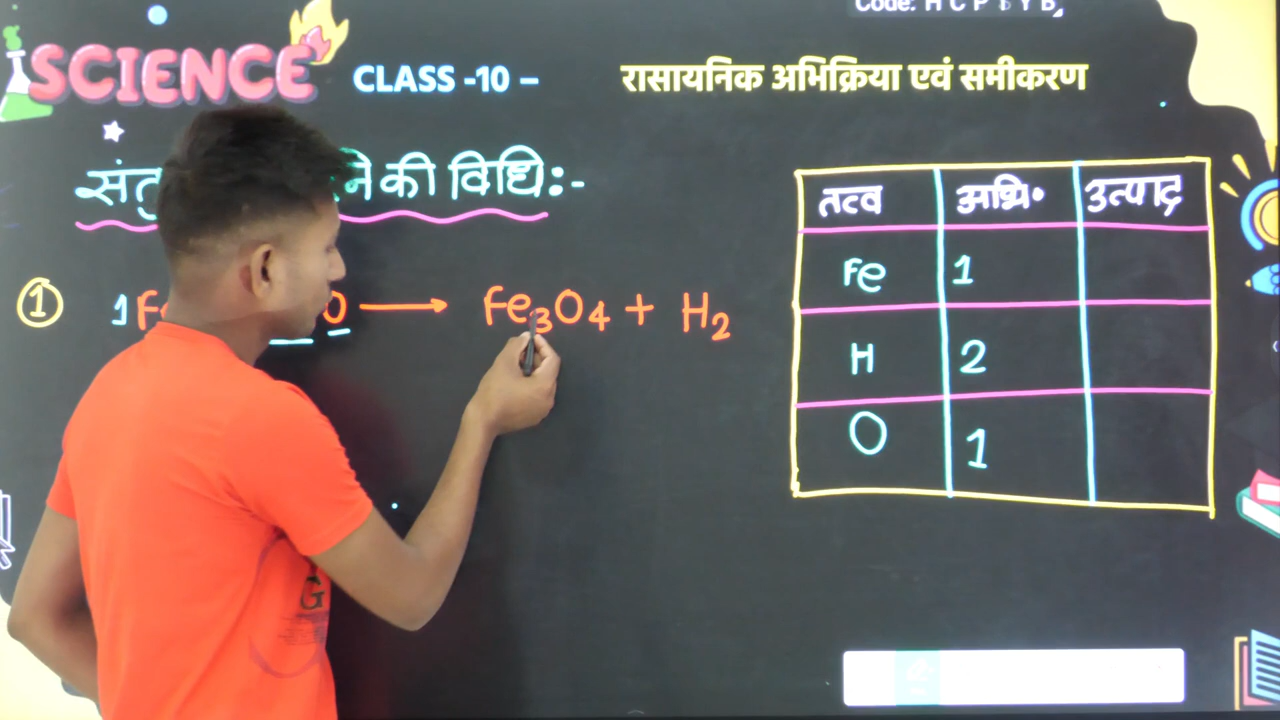 Code: H C P
SCIENCE CLASS -10 – रासायनिक अभिक्रिया एवं समीकरण
की विधि:-
तत्व अभि॰ उत्पाद
Fe 1
H 2
O 1
① 1 O → Fe3O4 + H2
G